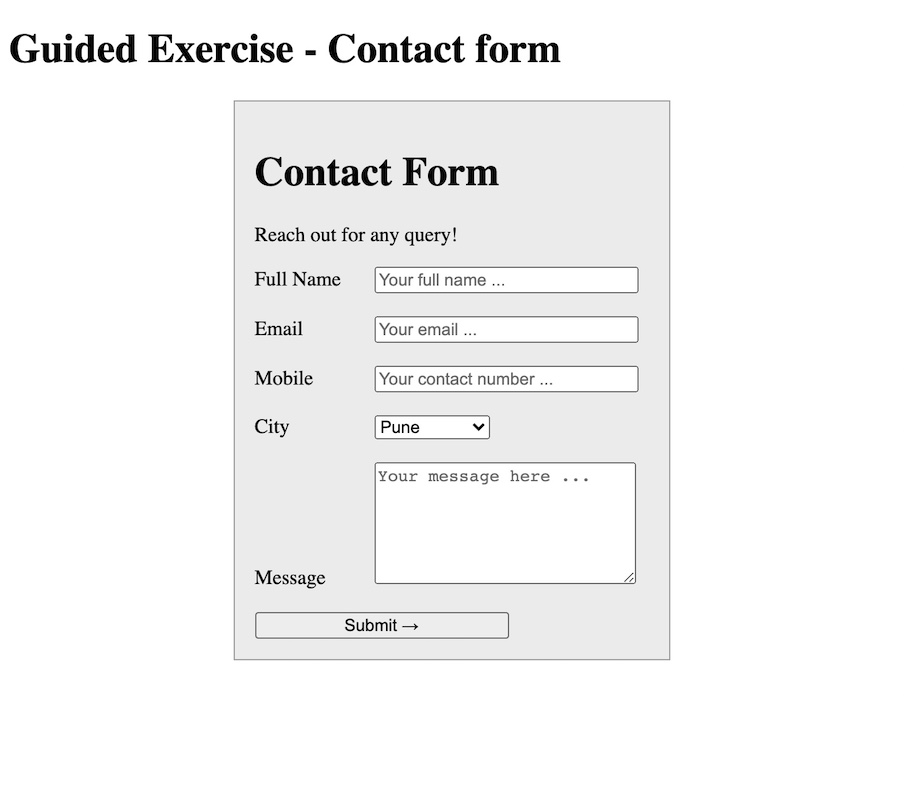 Guided Exercise - Contact form
Contact Form
Reach out for any query!
Full Name Your full name ...
Email Your email ...
Mobile Your contact number ...
City Pune
Your message here ...
Message
Submit →